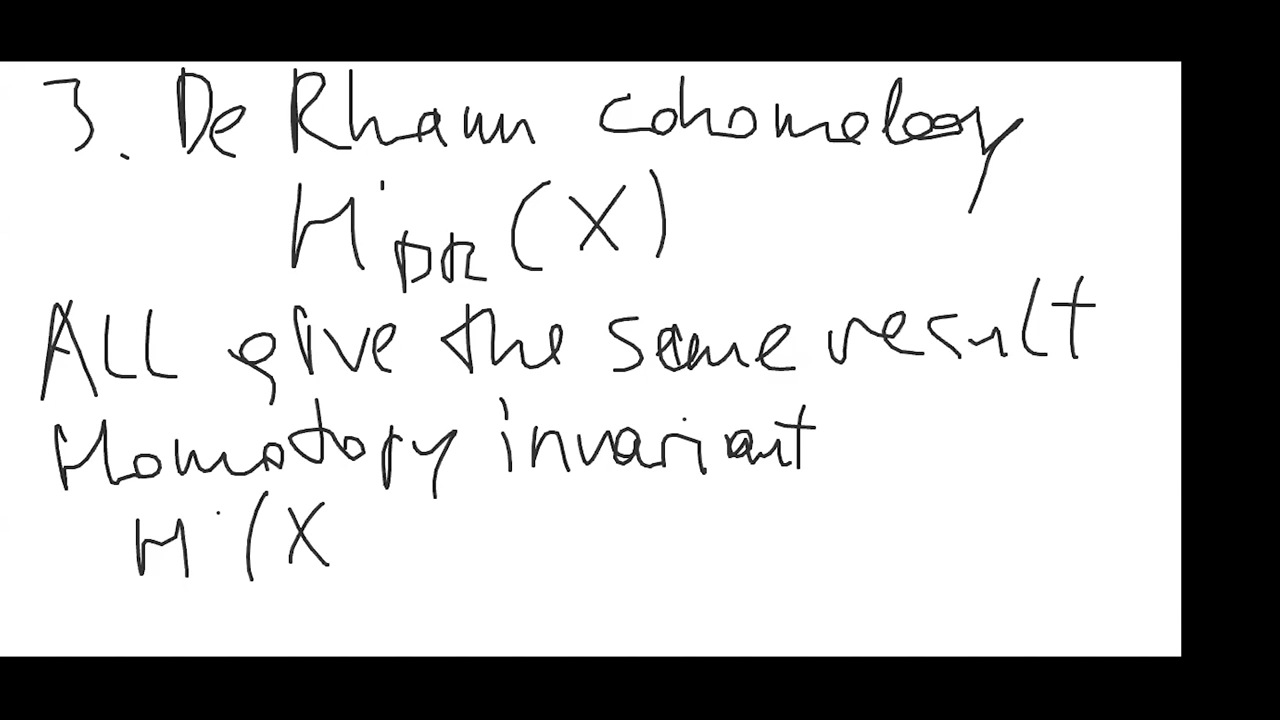 3. De Rham cohomology
H˙DR(X)
ALL give the same result
Homotopy invariant
H˙(X